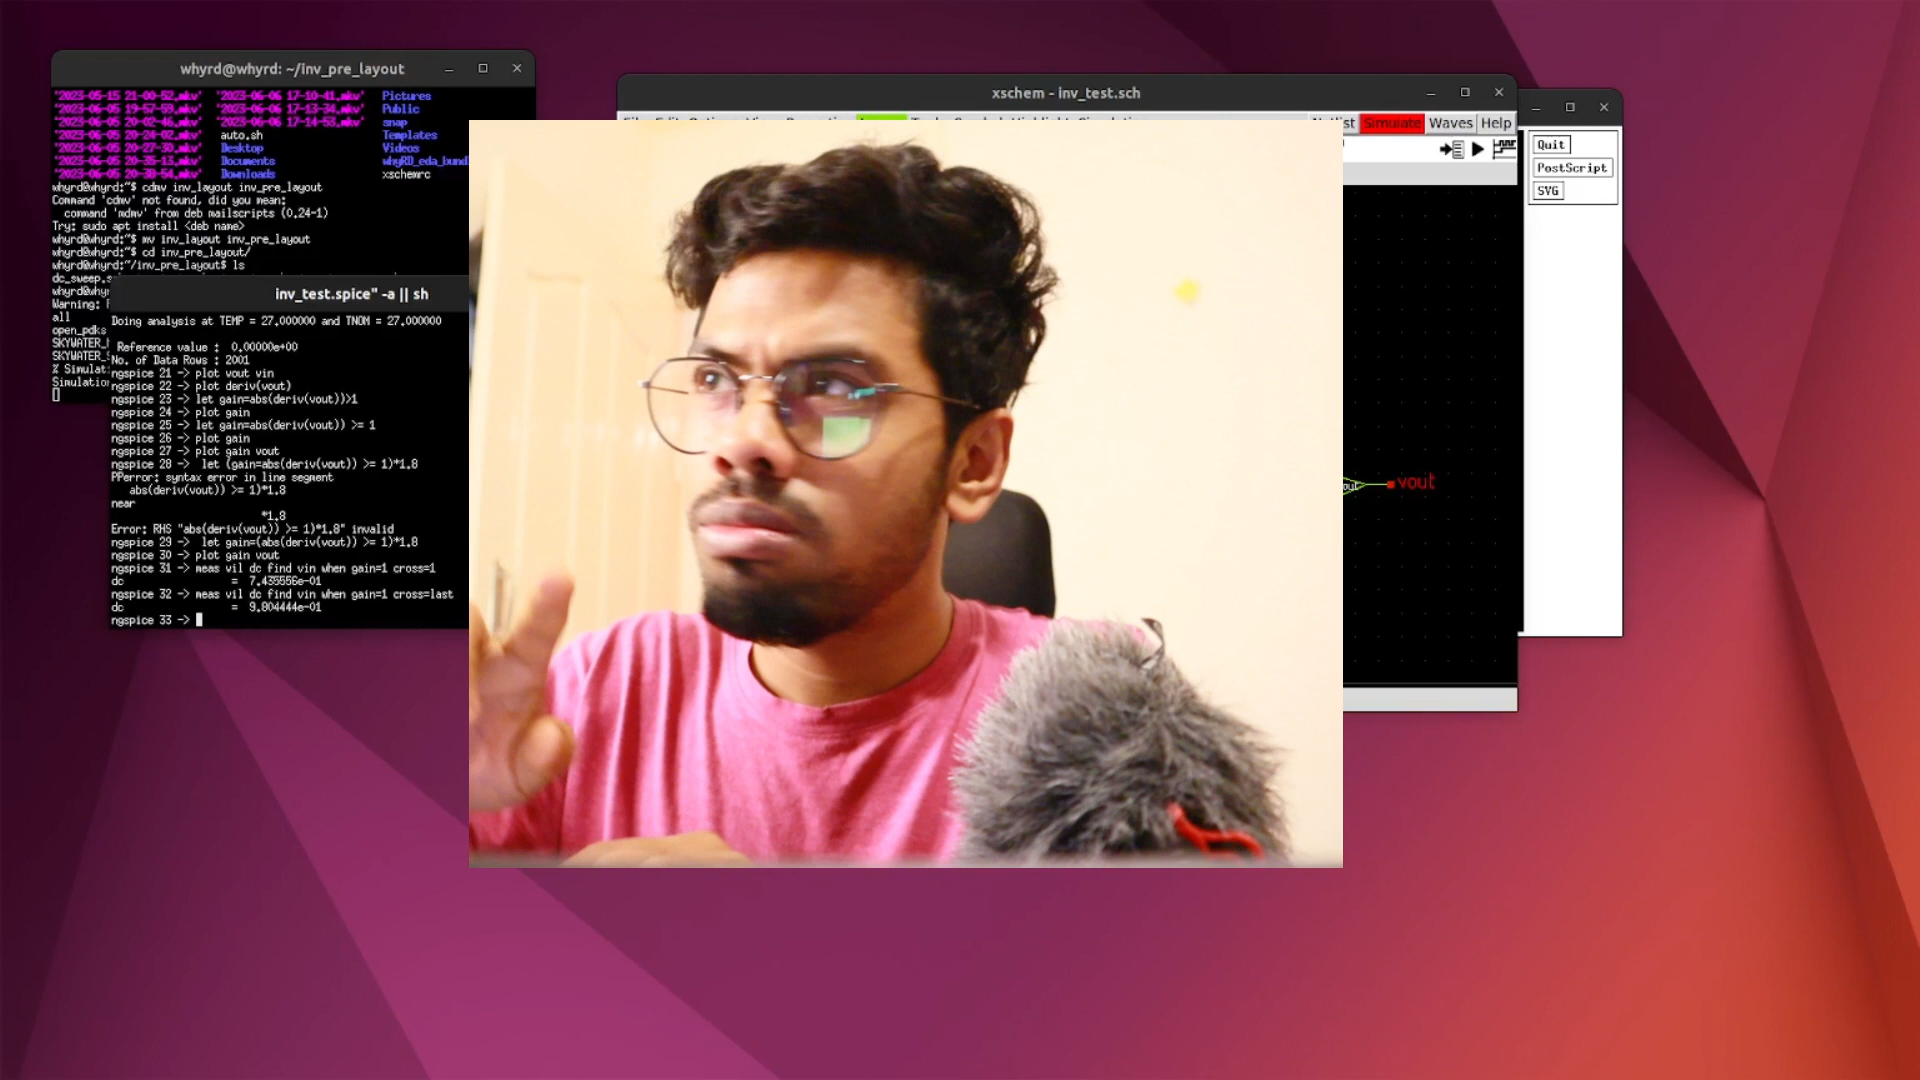 whyrd@whyrd: ~/inv_pre_layout
'2023-05-15 21-00-52.mkv' '2023-06-06 17-10-41.mkv' Pictures
'2023-06-05 19-57-59.mkv' '2023-06-06 17-13-34.mkv' Public
'2023-06-05 20-02-46.mkv' '2023-06-06 17-14-53.mkv' snap
'2023-06-05 20-24-02.mkv' auto.sh Templates
'2023-06-05 20-27-30.mkv' Desktop Videos
'2023-06-05 20-35-13.mkv' Documents whyRD_eda_bund
'2023-06-05 20-38-54.mkv' Downloads xschemrc
whyrd@whyrd:~$ cdmv inv_layout inv_pre_layout
Command 'cdmv' not found, did you mean:
command 'mdmv' from deb mailscripts (0.24-1)
Try: sudo apt install <deb name>
whyrd@whyrd:~$ mv inv_layout inv_pre_layout
whyrd@whyrd:~$ cd inv_pre_layout/
whyrd@whyrd:~/inv_pre_layout$ ls
dc_sweep.s
whyrd@why
Warning:
all
open_pdks
SKYWATER_
SKYWATER_
% Simulat
Simulation
inv_test.spice" -a || sh
Doing analysis at TEMP = 27.000000 and TNOM = 27.000000
Reference value : 0.00000e+00
No. of Data Rows : 2001
ngspice 21 -> plot vout vin
ngspice 22 -> plot deriv(vout)
ngspice 23 -> let gain=abs(deriv(vout))>1
ngspice 24 -> plot gain
ngspice 25 -> let gain=abs(deriv(vout)) >= 1
ngspice 26 -> plot gain
ngspice 27 -> plot gain vout
ngspice 28 -> let (gain=abs(deriv(vout)) >= 1)*1.8
PPerror: syntax error in line segment
abs(deriv(vout)) >= 1)*1.8
near
*1.8
Error: RHS "abs(deriv(vout)) >= 1)*1.8" invalid
ngspice 29 -> let gain=(abs(deriv(vout)) >= 1)*1.8
ngspice 30 -> plot gain vout
ngspice 31 -> meas vil dc find vin when gain=1 cross=1
dc = 7.435556e-01
ngspice 32 -> meas vil dc find vin when gain=1 cross=last
dc = 9.804444e-01
ngspice 33 ->
xschem - inv_test.sch
Simulate Waves Help
vout
Quit
PostScript
SVG